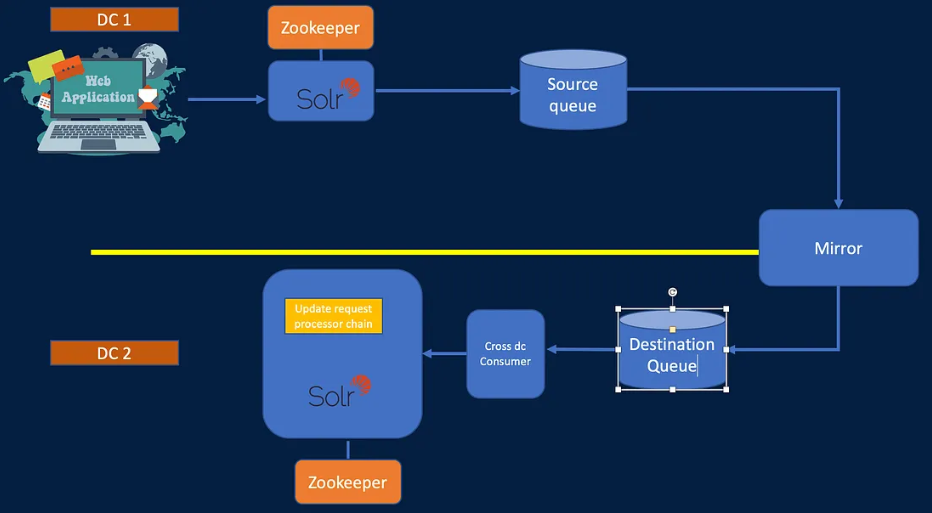 DC 1
Zookeeper
Web
Application
Solr
Source
queue
Mirror
Update request
processor chain
DC 2
Cross dc
Consumer
Destination
Queue
Solr
Zookeeper